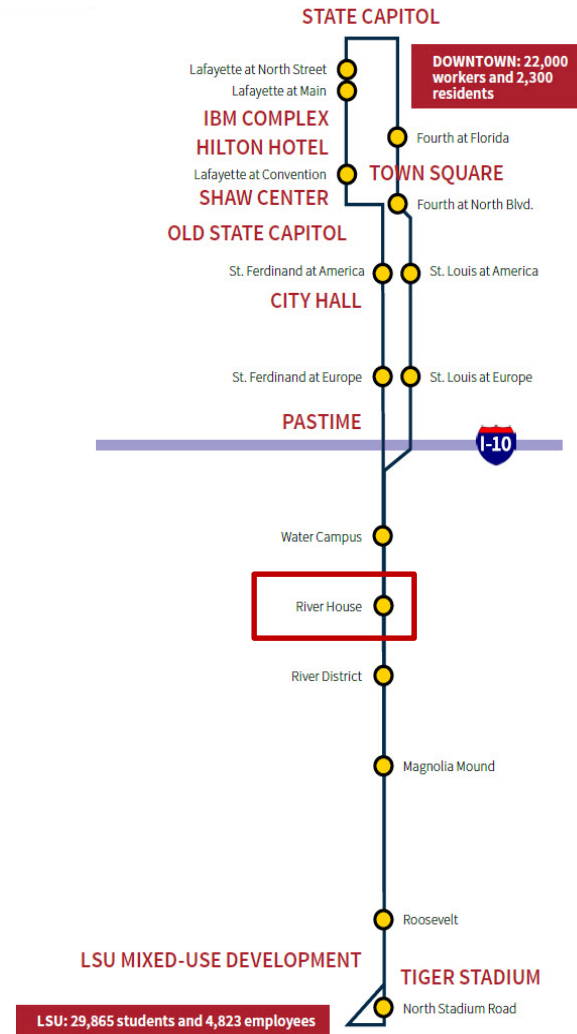 STATE CAPITOL
DOWNTOWN: 22,000
workers and 2,300
residents
Lafayette at North Street
Lafayette at Main
IBM COMPLEX
Fourth at Florida
HILTON HOTEL
Lafayette at Convention
TOWN SQUARE
SHAW CENTER
Fourth at North Blvd.
OLD STATE CAPITOL
St. Ferdinand at America
St. Louis at America
CITY HALL
St. Ferdinand at Europe
St. Louis at Europe
PASTIME
I-10
Water Campus
River House
River District
Magnolia Mound
Roosevelt
LSU MIXED-USE DEVELOPMENT
TIGER STADIUM
North Stadium Road
LSU: 29,865 students and 4,823 employees